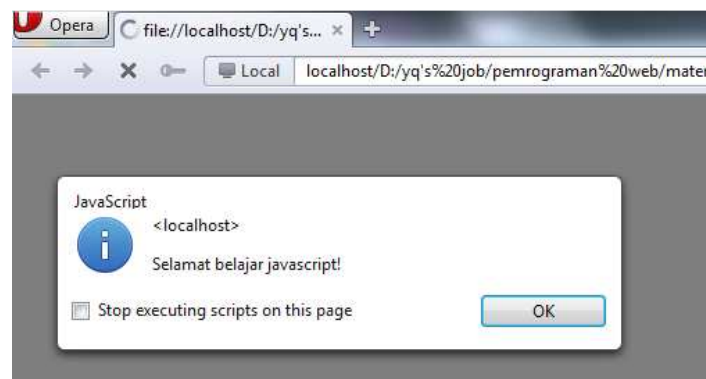 Opera
file://localhost/D:/yq's...
Local localhost/D:/yq's%20job/pemrograman%20web/mater
JavaScript
<localhost>
Selamat belajar javascript!
Stop executing scripts on this page
OK